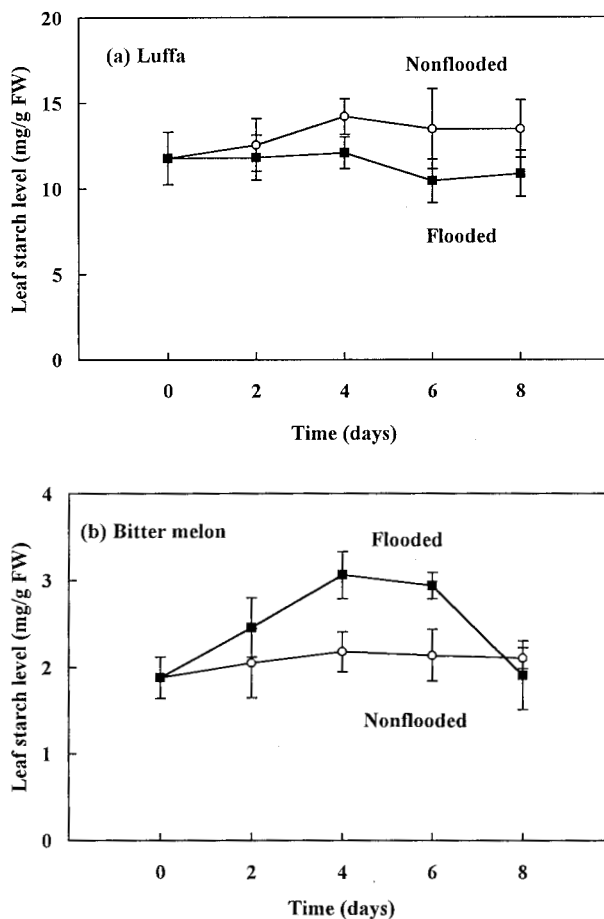 (a) Luffa
Nonflooded
Flooded
Leaf starch level (mg/g FW)
20
15
10
5
0
0 2 4 6 8
Time (days)
(b) Bitter melon
Flooded
Nonflooded
Leaf starch level (mg/g FW)
4
3
2
1
0
0 2 4 6 8
Time (days)